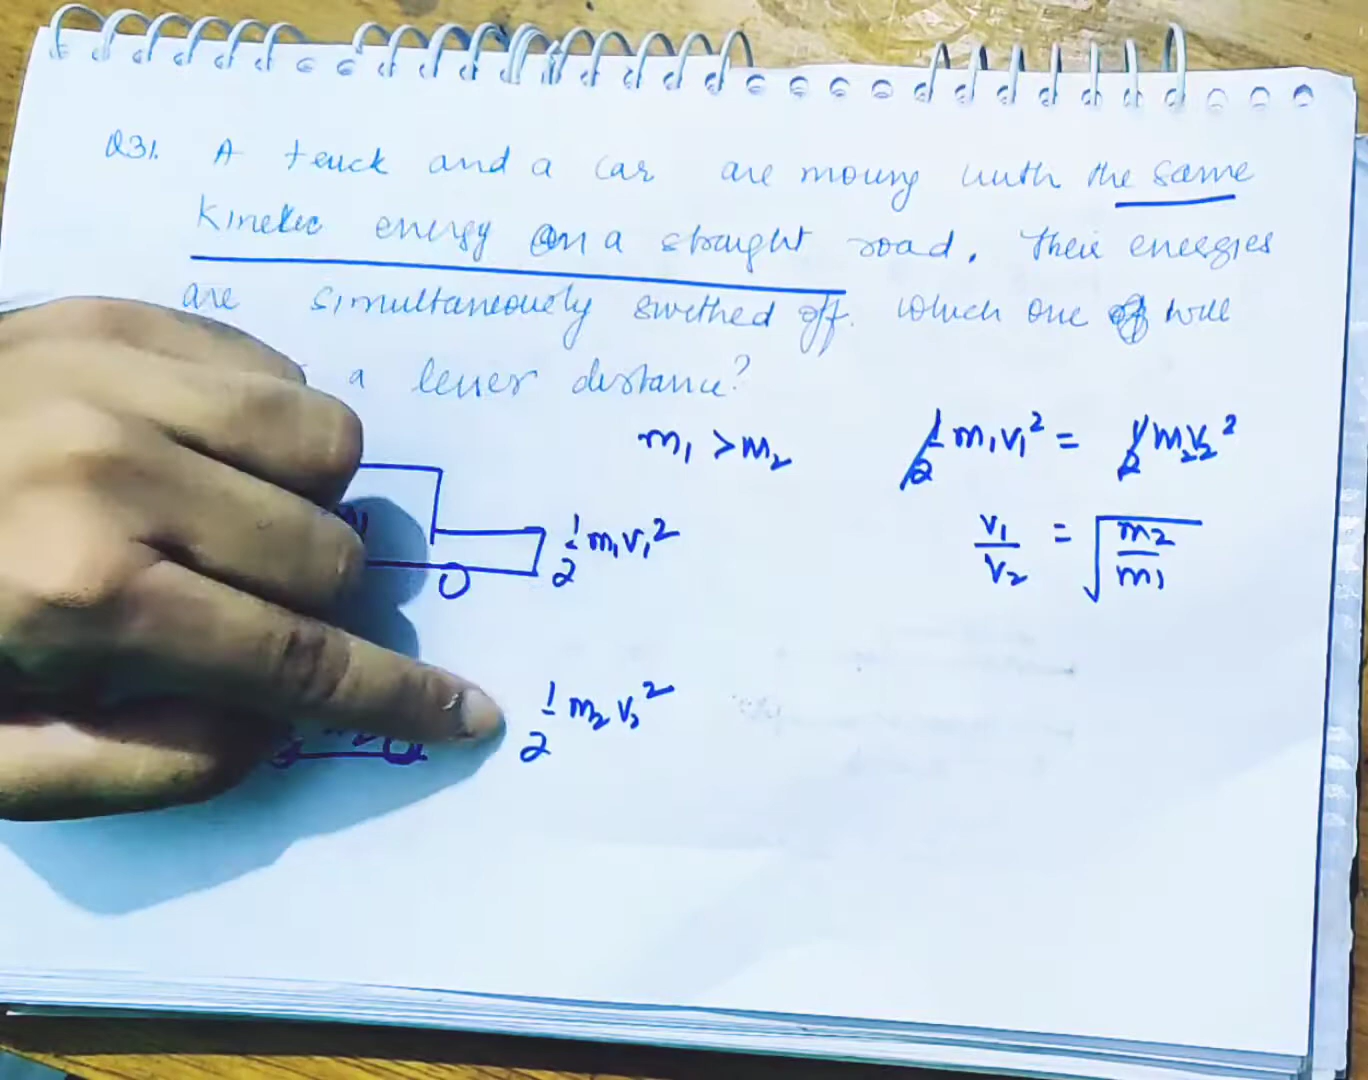 Q31. A truck and a car are moving with the same
Kinetic energy on a straight road. Their energies
are simultaneously swithed off. which one will
a lesser distance?
m₁ > m₂
½ m₁v₁² = ½ m₂v₂²
v₁/v₂ = √(m₂/m₁)
½ m₁v₁²
½ m₂v₂²